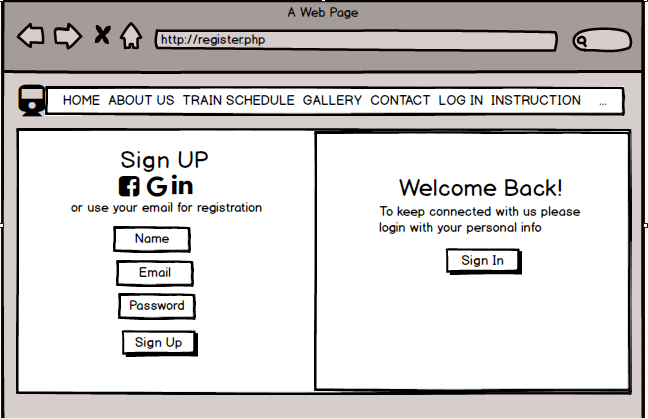 A Web Page
http://register.php
HOME ABOUT US TRAIN SCHEDULE GALLERY CONTACT LOG IN INSTRUCTION ...
Sign UP
f G in
or use your email for registration
Name
Email
Password
Sign Up
Welcome Back!
To keep connected with us please
login with your personal info
Sign In